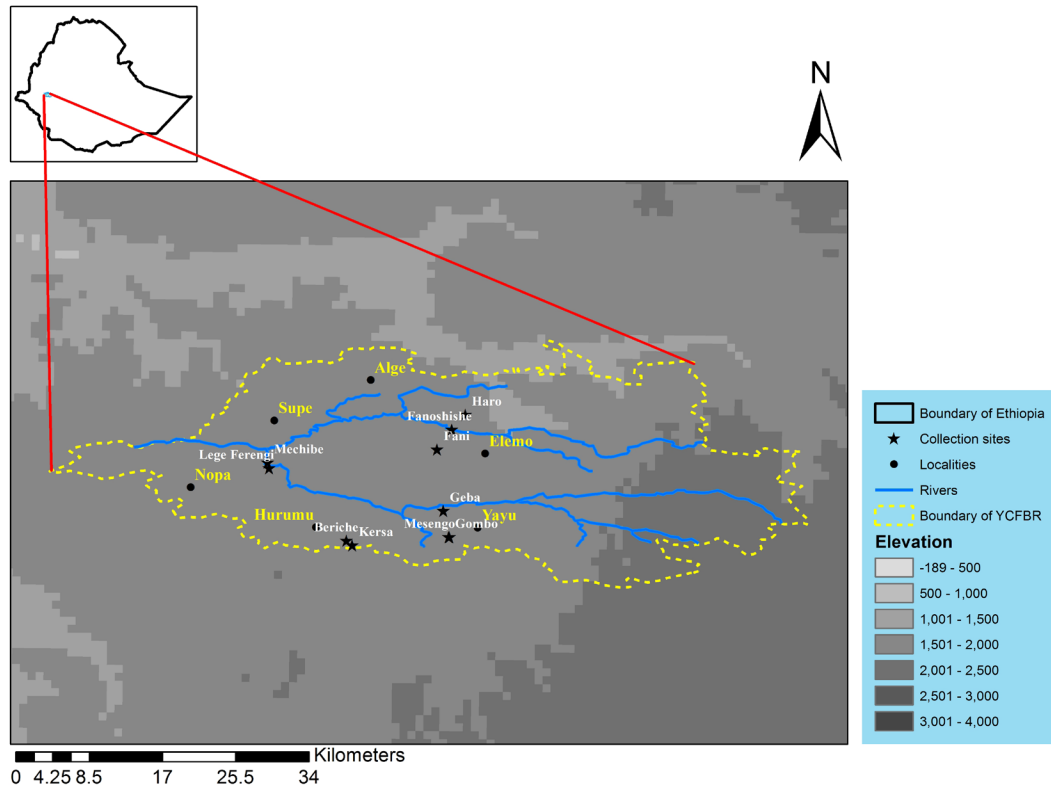 N
Alge
Supe
Haro
Fanoshishe
Fani
Elemo
Mechibe
Lege Ferengi
Nopa
Geba
Hurumu
Yayu
Beriche
MesengoGombo
Kersa
Boundary of Ethiopia
Collection sites
Localities
Rivers
Boundary of YCFBR
Elevation
-189 - 500
500 - 1,000
1,001 - 1,500
1,501 - 2,000
2,001 - 2,500
2,501 - 3,000
3,001 - 4,000
Kilometers
0 4.25 8.5 17 25.5 34